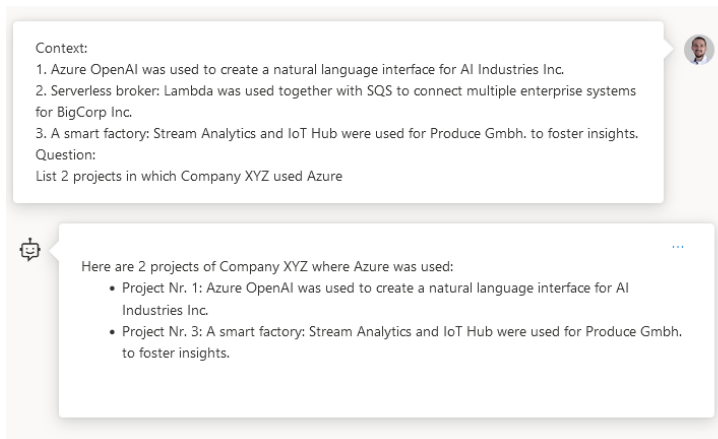 Context:
1. Azure OpenAI was used to create a natural language interface for AI Industries Inc.
2. Serverless broker: Lambda was used together with SQS to connect multiple enterprise systems
for BigCorp Inc.
3. A smart factory: Stream Analytics and IoT Hub were used for Produce Gmbh. to foster insights.
Question:
List 2 projects in which Company XYZ used Azure
...
Here are 2 projects of Company XYZ where Azure was used:
• Project Nr. 1: Azure OpenAI was used to create a natural language interface for AI
Industries Inc.
• Project Nr. 3: A smart factory: Stream Analytics and IoT Hub were used for Produce Gmbh.
to foster insights.